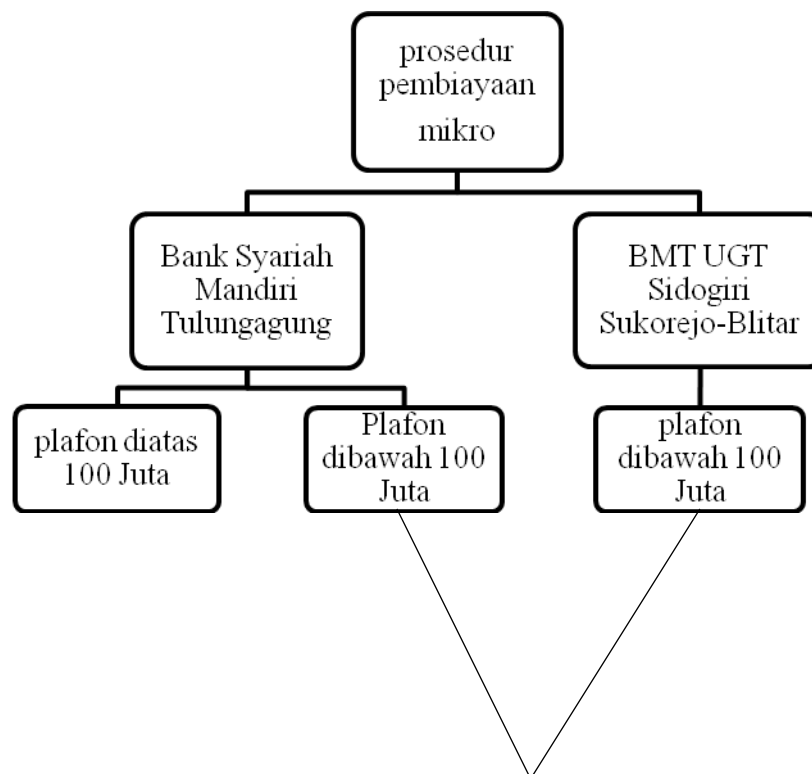 prosedur
pembiayaan
mikro
Bank Syariah
Mandiri
Tulungagung
BMT UGT
Sidogiri
Sukorejo-Blitar
plafon diatas
100 Juta
Plafon
dibawah 100
Juta
plafon
dibawah 100
Juta